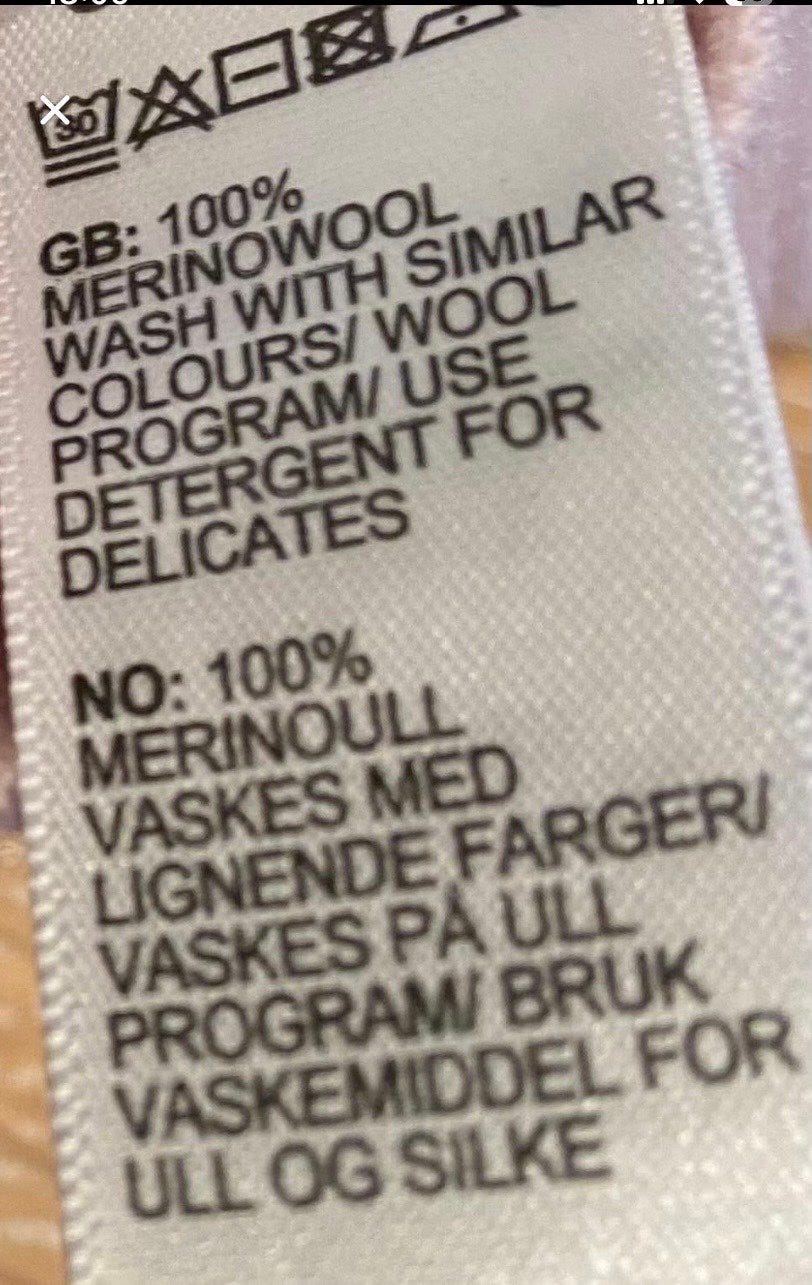 30
GB: 100%
MERINOWOOL
WASH WITH SIMILAR
COLOURS/ WOOL
PROGRAM/ USE
DETERGENT FOR
DELICATES
NO: 100%
MERINOULL
VASKES MED
LIGNENDE FARGER/
VASKES PÅ ULL
PROGRAM/ BRUK
VASKEMIDDEL FOR
ULL OG SILKE